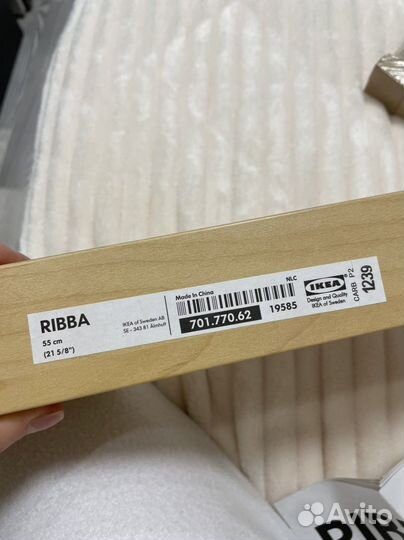 RIBBA
55 cm
(21 5/8")
IKEA of Sweden AB
SE - 343 81 Älmhult
Made in China
NLC
701.770.62
19585
IKEA
Design and Quality
IKEA of Sweden
CARB P2
1239
Avito